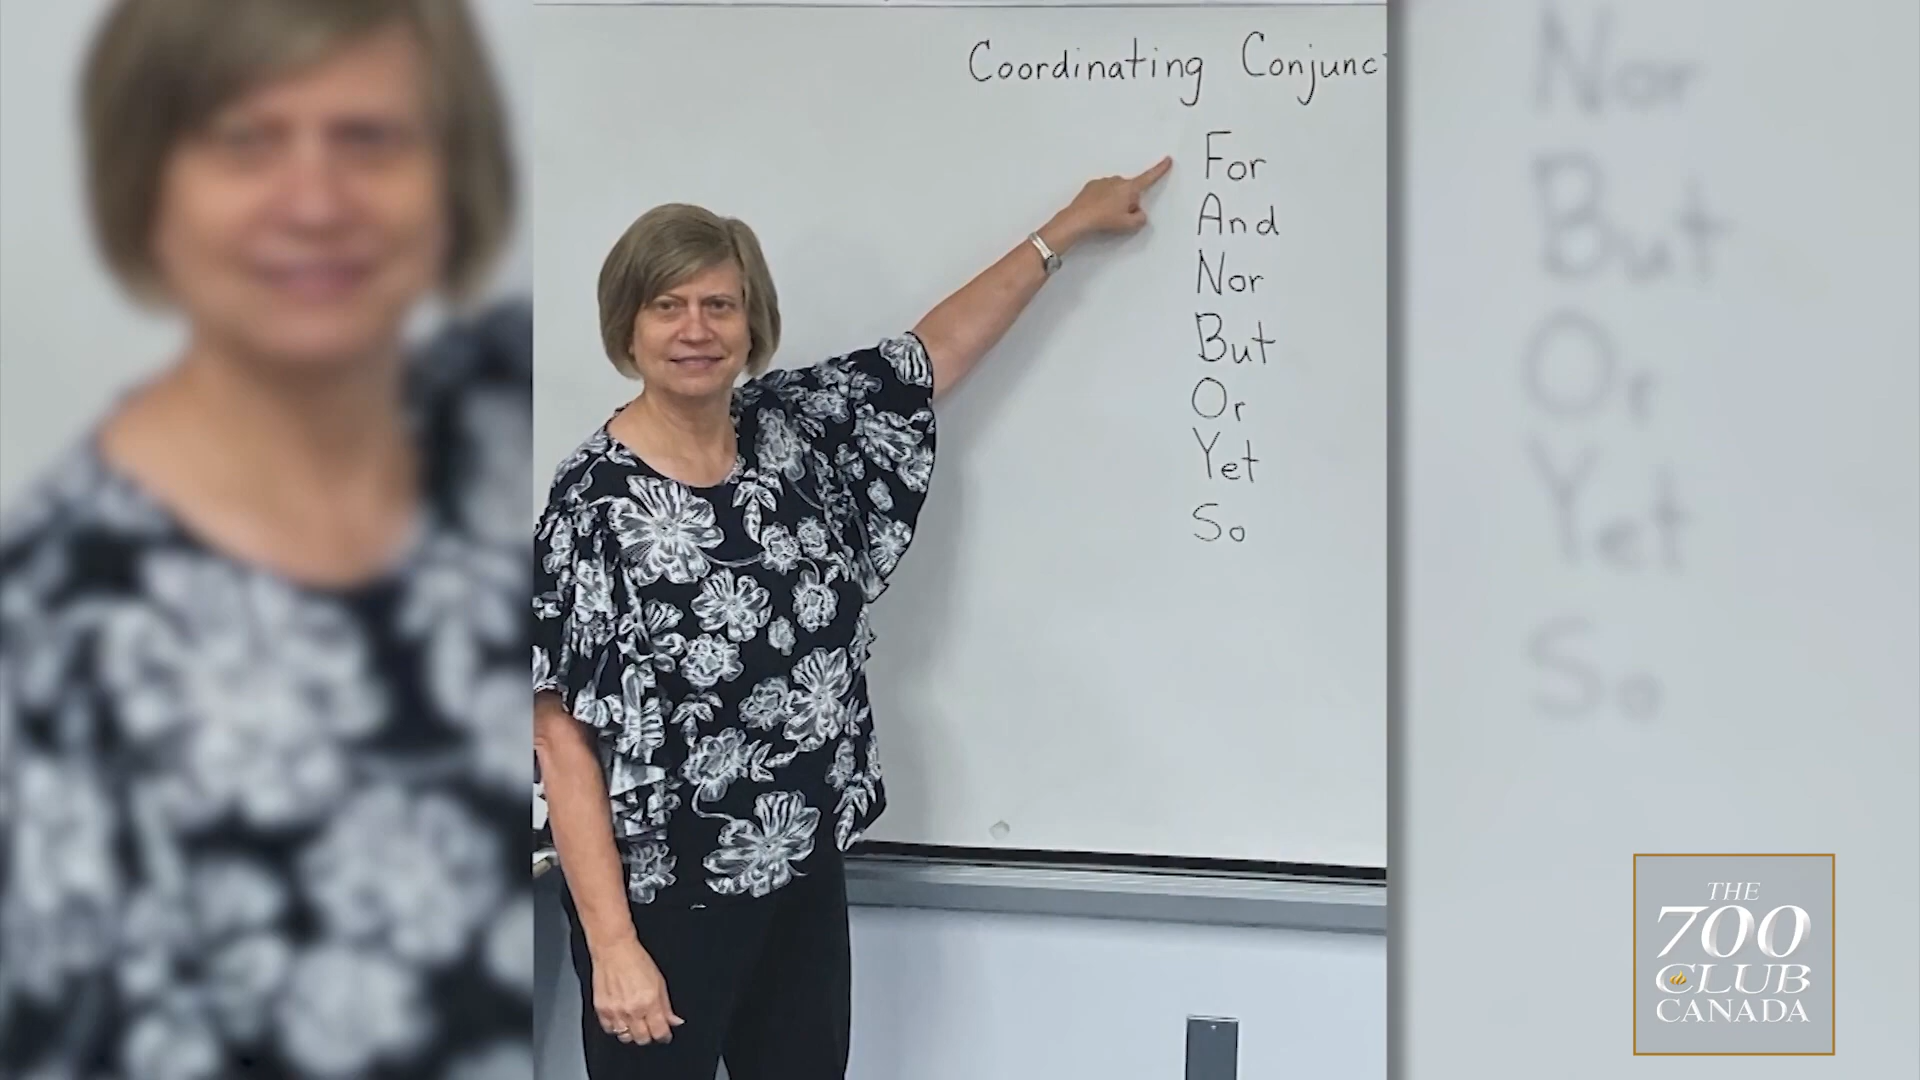 Coordinating Conjunc
For
And
Nor
But
Or
Yet
So
Nor
But
Or
Yet
So
THE
700
CLUB
CANADA